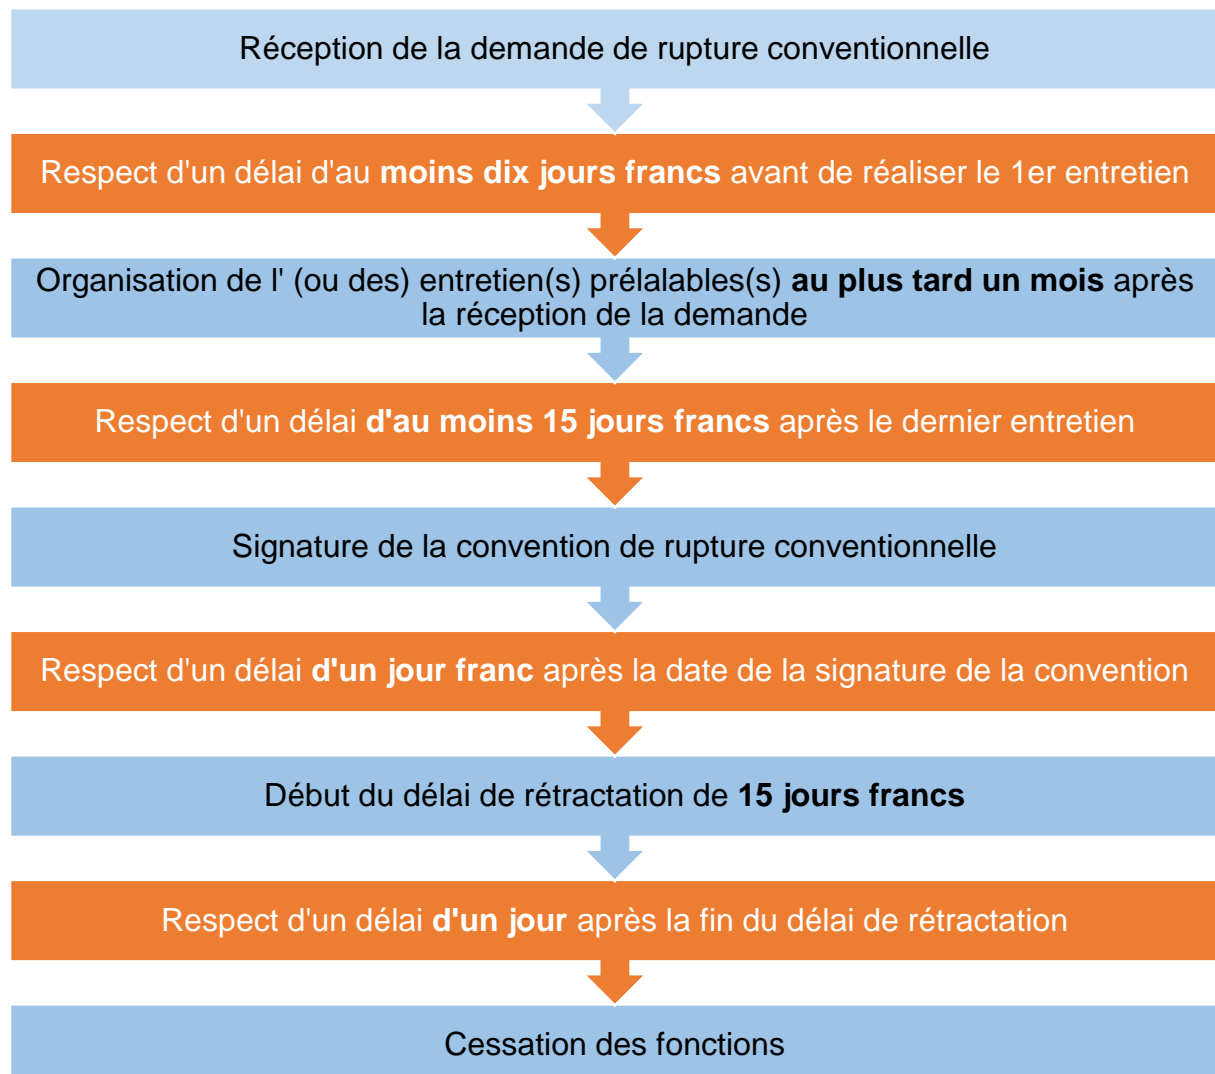 Réception de la demande de rupture conventionnelle
Respect d'un délai d'au moins dix jours francs avant de réaliser le 1er entretien
Organisation de l' (ou des) entretien(s) prélalables(s) au plus tard un mois après
la réception de la demande
Respect d'un délai d'au moins 15 jours francs après le dernier entretien
Signature de la convention de rupture conventionnelle
Respect d'un délai d'un jour franc après la date de la signature de la convention
Début du délai de rétractation de 15 jours francs
Respect d'un délai d'un jour après la fin du délai de rétractation
Cessation des fonctions